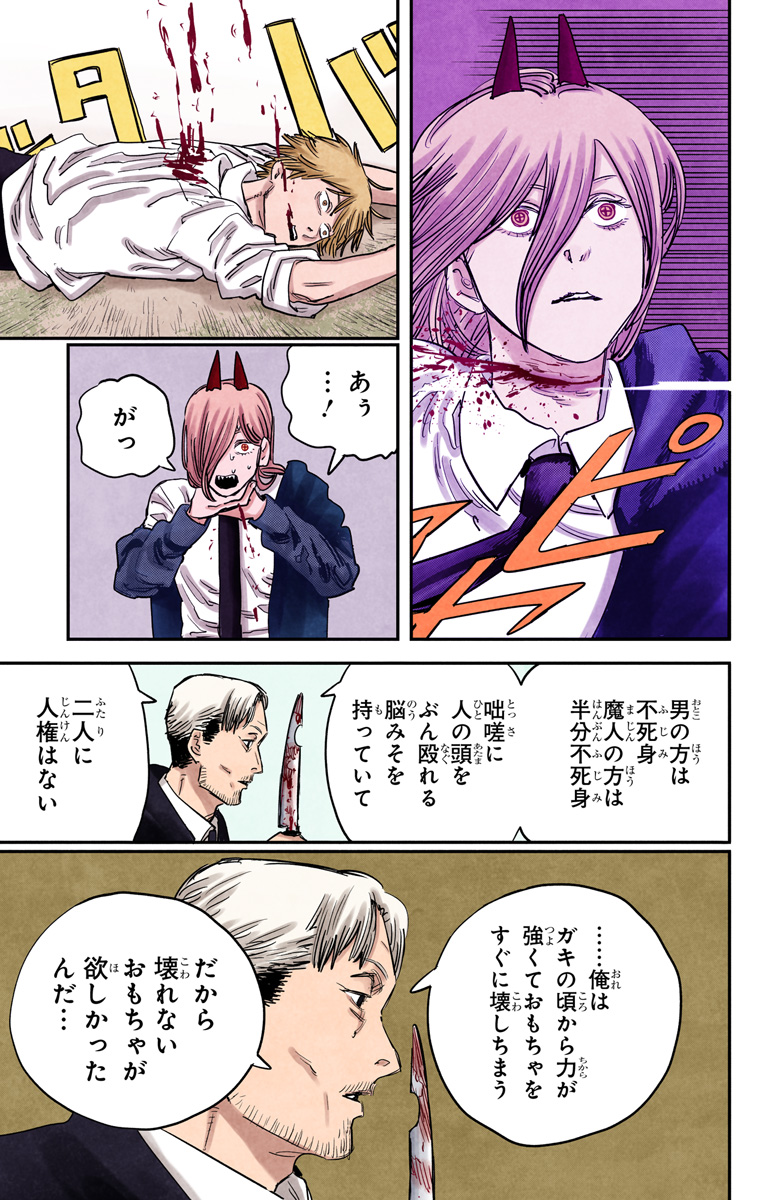 ピピッ
バタッ
あぅ
…！
がっ
男の方は
不死身
魔人の方は
半分不死身
咄嗟に
人の頭を
ぶん殴れる
脳みそを
持っていて
二人に
人権はない
……俺は
ガキの頃から力が
強くておもちゃを
すぐに壊しちまう
だから
壊れない
おもちゃが
欲しかった
んだ…